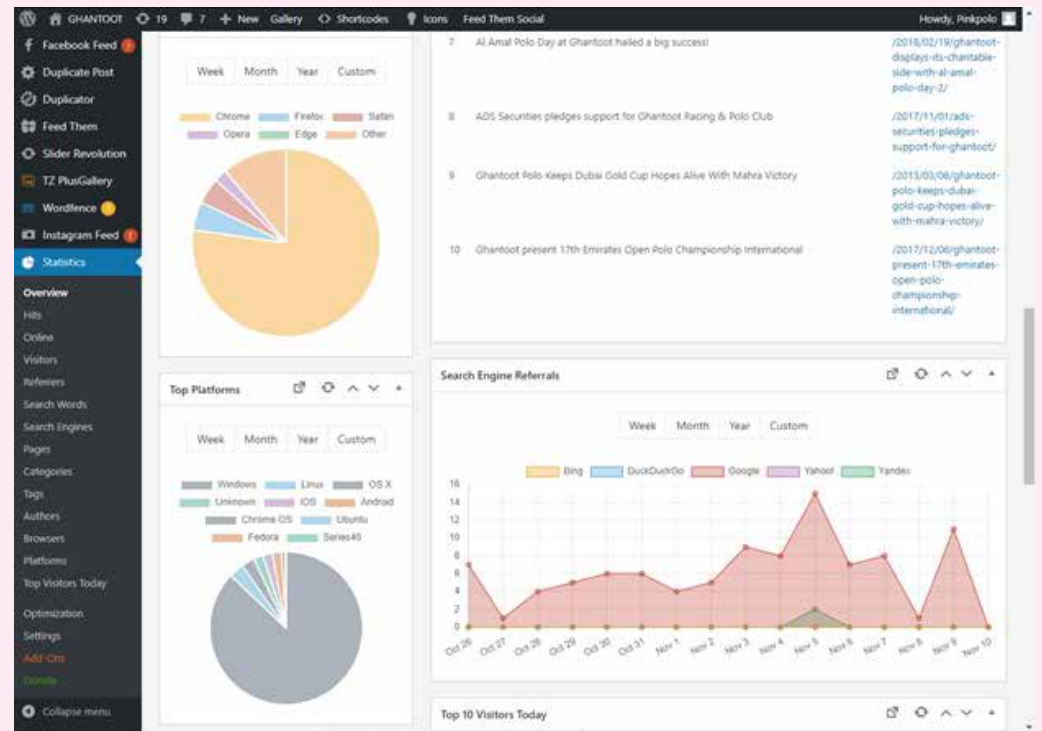 GHANTOOT 19 7 + New Gallery <> Shortcodes Icons Feed Them Social Howdy, Pinkpolo
Facebook Feed
Duplicate Post
Duplicator
Feed Them
Slider Revolution
TZ PlusGallery
Wordfence
Instagram Feed
Statistics
Overview
Hits
Online
Visitors
Referrers
Search Words
Search Engines
Pages
Categories
Tags
Authors
Browsers
Platforms
Top Visitors Today
Optimization
Settings
Add-Ons
Donate
Collapse menu
Week Month Year Custom
Chrome Firefox Safari
Opera Edge Other
7 Al Amal Polo Day at Ghantoot hailed a big success!
/2018/02/19/ghantoot-
displays-its-charitable-
side-with-al-amal-
polo-day-2/
8 ADS Securities pledges support for Ghantoot Racing & Polo Club
/2017/11/01/ads-
securities-pledges-
support-for-ghantoot/
9 Ghantoot Polo Keeps Dubai Gold Cup Hopes Alive With Mahra Victory
/2013/03/06/ghantoot-
polo-keeps-dubai-
gold-cup-hopes-alive-
with-mahra-victory/
10 Ghantoot present 17th Emirates Open Polo Championship International
/2017/12/06/ghantoot-
present-17th-emirates-
open-polo-
championship-
international/
Top Platforms
Week Month Year Custom
Windows Linux OS X
Unknown iOS Android
Chrome OS Ubuntu
Fedora Series40
Search Engine Referrals
Week Month Year Custom
Bing DuckDuckGo Google Yahoo! Yandex
16
14
12
10
8
6
4
2
0
Oct 26 Oct 27 Oct 28 Oct 29 Oct 30 Oct 31 Nov 1 Nov 2 Nov 3 Nov 4 Nov 5 Nov 6 Nov 7 Nov 8 Nov 9 Nov 10
Top 10 Visitors Today